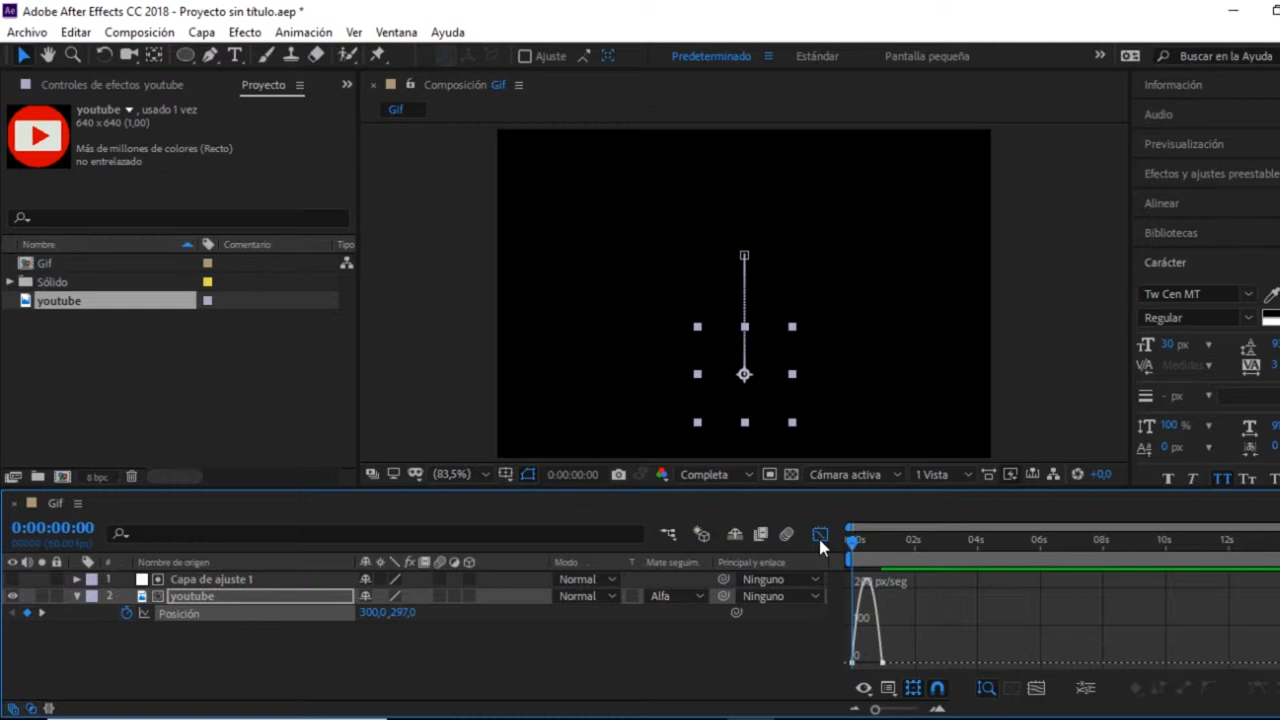 Adobe After Effects CC 2018 - Proyecto sin título.aep *
Archivo Editar Composición Capa Efecto Animación Ver Ventana Ayuda
Ajuste Predeterminado Estándar Pantalla pequeña Buscar en la Ayuda
Controles de efectos youtube Proyecto
Composición Gif
Gif
youtube , usado 1 vez
640 x 640 (1,00)
Más de millones de colores (Recto)
no entrelazado
Nombre Comentario Tipo
Gif
Sólido
youtube
8 bpc
(83,5%) 0:00:00:00 Completa Cámara activa 1 Vista +0,0
Información
Audio
Previsualización
Efectos y ajustes preestable
Alinear
Bibliotecas
Carácter
Tw Cen MT
Regular
30 px
Medidas
- px
100 %
0 px
Gif
0:00:00:00
00000 (60.00 fps)
# Nombre de origen Modo T Mate seguim. Principal y enlace
1 Capa de ajuste 1 Normal Ninguno
2 youtube Normal Alfa Ninguno
Posición 300,0 ,297,0
02s 04s 06s 08s 10s 12s
px/seg
100
0